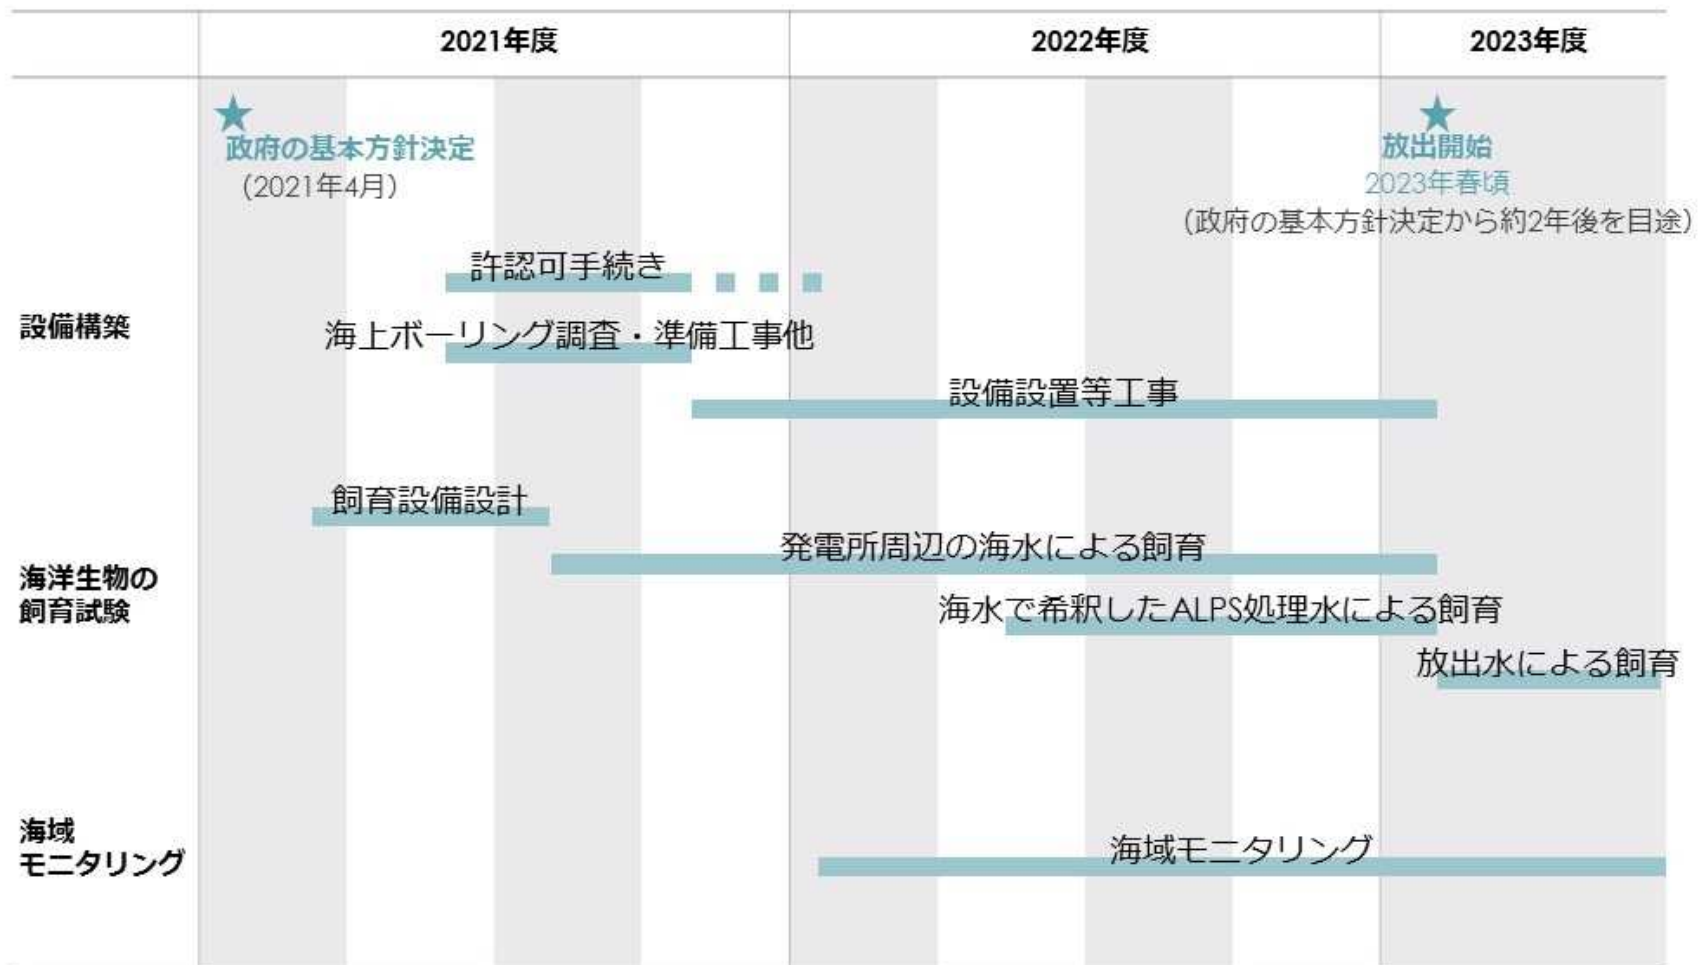 2021年度
2022年度
2023年度
政府の基本方針決定
（2021年4月）
放出開始
2023年春頃
（政府の基本方針決定から約2年後を目途）
設備構築
許認可手続き
海上ボーリング調査・準備工事他
設備設置等工事
海洋生物の
飼育試験
飼育設備設計
発電所周辺の海水による飼育
海水で希釈したALPS処理水による飼育
放出水による飼育
海域
モニタリング
海域モニタリング